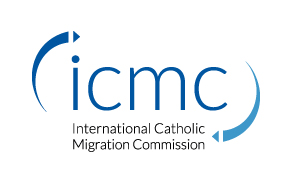 icmc
International Catholic
Migration Commission